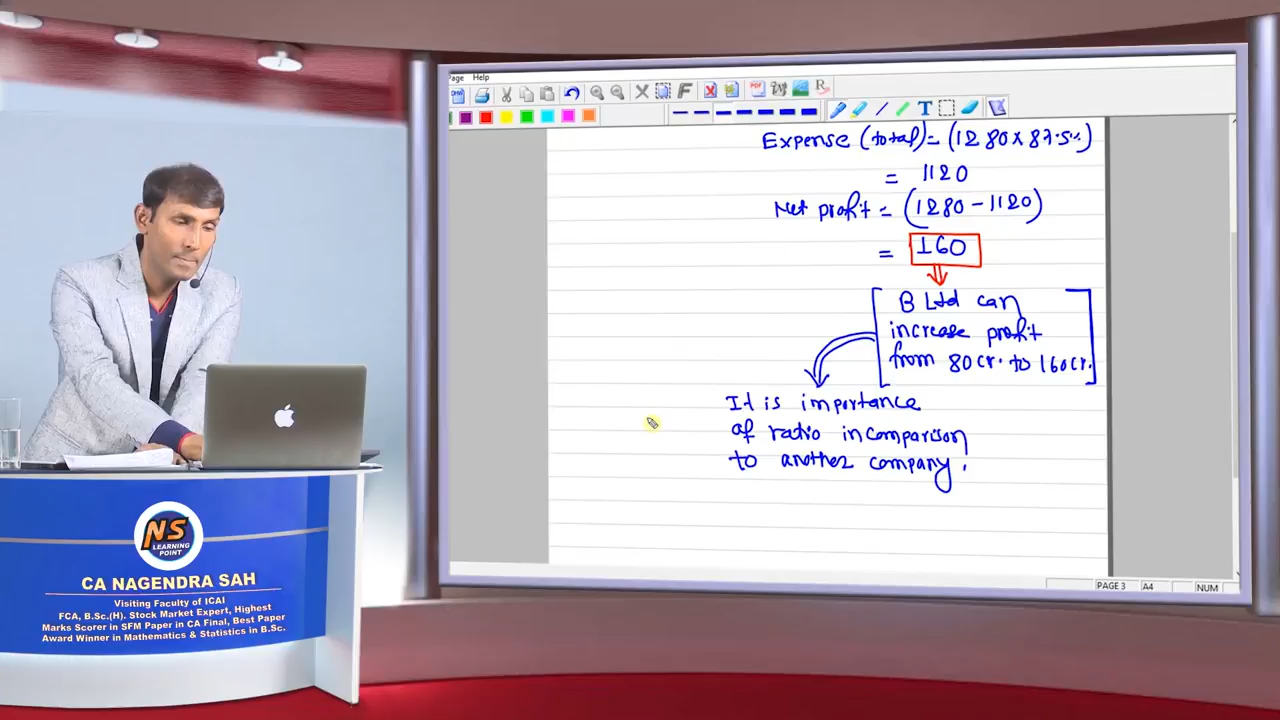 Page Help
Expense (total) = (1280 x 87.5%)
= 1120
Net profit = (1280 - 1120)
= 160
B Ltd can
increase profit
from 80 cr. to 160 cr.
It is importance
of ratio in comparison
to another company.
PAGE 3 A4 NUM
NS
LEARNING
POINT
CA NAGENDRA SAH
Visiting Faculty of ICAI
FCA, B.Sc.(H). Stock Market Expert, Highest
Marks Scorer in SFM Paper in CA Final, Best Paper
Award Winner in Mathematics & Statistics in B.Sc.